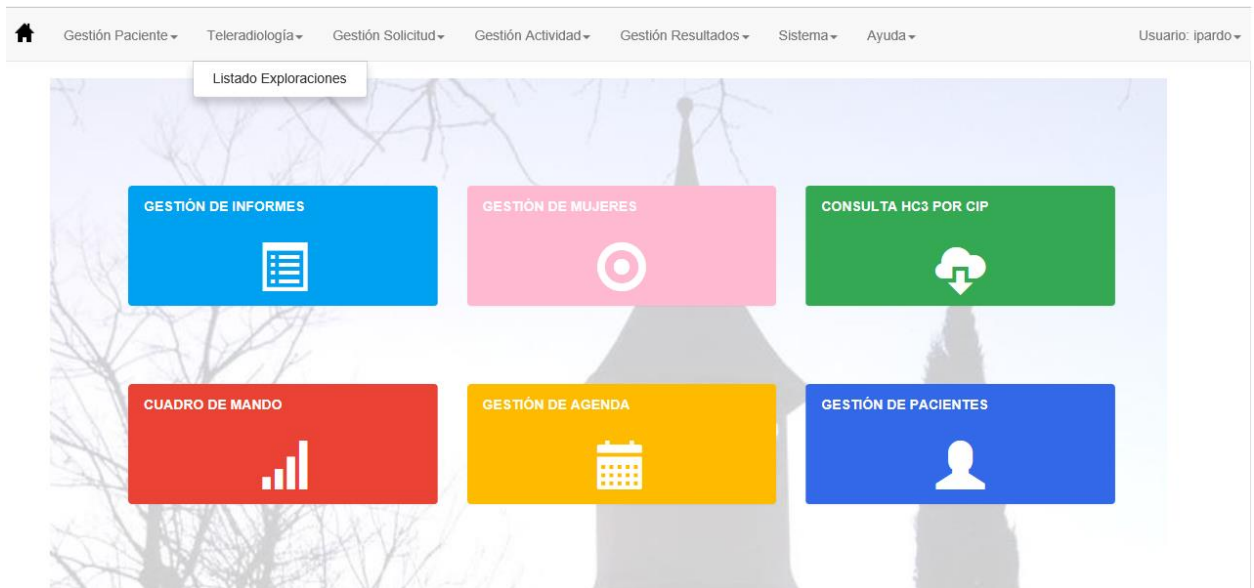 Gestión Paciente Teleradiología Gestión Solicitud Gestión Actividad Gestión Resultados Sistema Ayuda Usuario: ipardo
Listado Exploraciones
GESTIÓN DE INFORMES GESTIÓN DE MUJERES CONSULTA HC3 POR CIP
CUADRO DE MANDO GESTIÓN DE AGENDA GESTIÓN DE PACIENTES